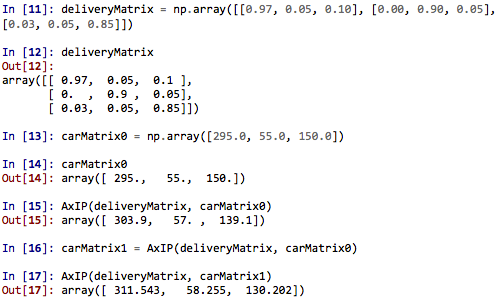 In [11]: deliveryMatrix = np.array([[0.97, 0.05, 0.10], [0.00, 0.90, 0.05],
[0.03, 0.05, 0.85]])
In [12]: deliveryMatrix
Out[12]:
array([[ 0.97,  0.05,  0.1 ],
       [ 0.  ,  0.9 ,  0.05],
       [ 0.03,  0.05,  0.85]])
In [13]: carMatrix0 = np.array([295.0, 55.0, 150.0])
In [14]: carMatrix0
Out[14]: array([ 295.,   55.,  150.])
In [15]: AxIP(deliveryMatrix, carMatrix0)
Out[15]: array([ 303.9,   57. ,  139.1])
In [16]: carMatrix1 = AxIP(deliveryMatrix, carMatrix0)
In [17]: AxIP(deliveryMatrix, carMatrix1)
Out[17]: array([ 311.543,   58.255,  130.202])